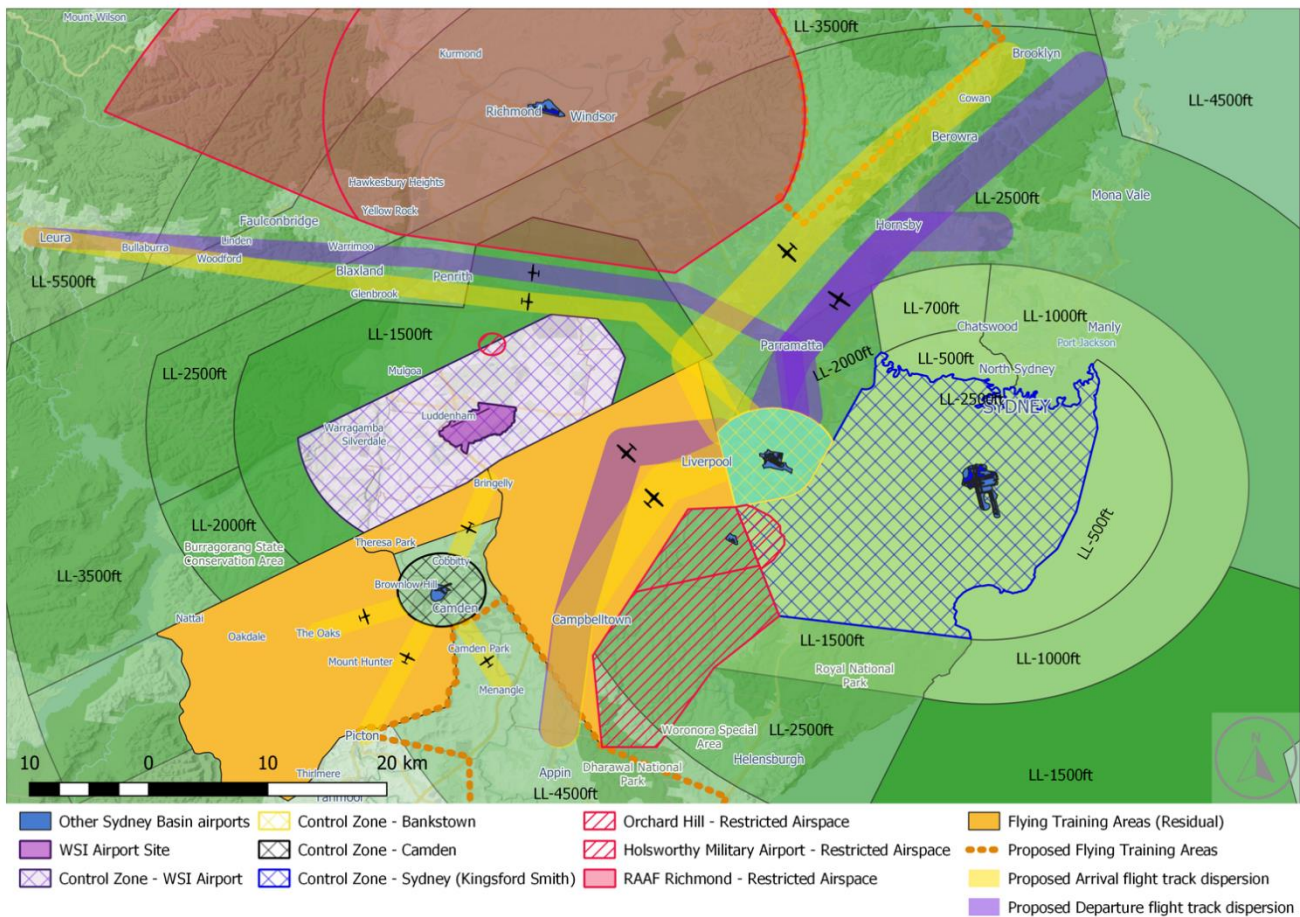 Mount Wilson
LL-3500ft
Brooklyn
Kurmond
Cowan
LL-4500ft
Richmond
Windsor
Berowra
Hawkesbury Heights
LL-2500ft
Mona Vale
Yellow Rock
Faulconbridge
Hornsby
Leura
Linden
Bullaburra
Warrimoo
Woodford
Blaxland
Penrith
LL-5500ft
Glenbrook
LL-700ft
LL-1000ft
LL-1500ft
Chatswood
Manly
Port Jackson
Parramatta
LL-2000ft
LL-500ft
LL-2500ft
Mulgoa
North Sydney
LL-2500ft
SYDNEY
Luddenham
Warragamba
Silverdale
Liverpool
Bringelly
LL-2000ft
LL-500ft
Theresa Park
Burragorang State
Conservation Area
Cobbitty
LL-3500ft
Brownlow Hill
Camden
Nattai
Campbelltown
The Oaks
Oakdale
LL-1500ft
Camden Park
Mount Hunter
LL-1000ft
Royal National
Park
Menangle
Picton
Woronora Special
Area
LL-2500ft
Helensburgh
10 0 10 20 km
Thirlmere
Appin
Dharawal National
Park
LL-1500ft
LL-4500ft
Tahmoor
N
Other Sydney Basin airports
WSI Airport Site
Control Zone - WSI Airport
Control Zone - Bankstown
Control Zone - Camden
Control Zone - Sydney (Kingsford Smith)
Orchard Hill - Restricted Airspace
Holsworthy Military Airport - Restricted Airspace
RAAF Richmond - Restricted Airspace
Flying Training Areas (Residual)
Proposed Flying Training Areas
Proposed Arrival flight track dispersion
Proposed Departure flight track dispersion